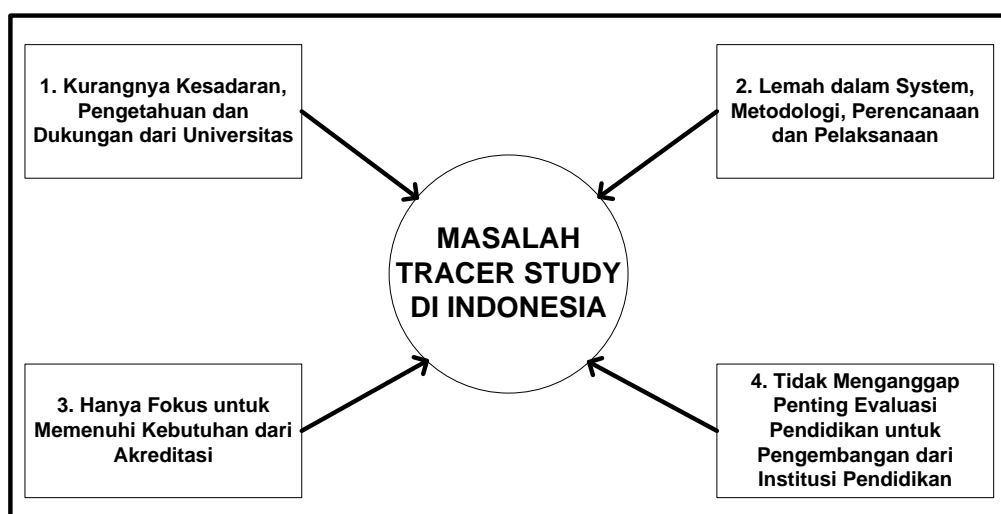 1. Kurangnya Kesadaran,
Pengetahuan dan
Dukungan dari Universitas
2. Lemah dalam System,
Metodologi, Perencanaan
dan Pelaksanaan
MASALAH
TRACER STUDY
DI INDONESIA
3. Hanya Fokus untuk
Memenuhi Kebutuhan dari
Akreditasi
4. Tidak Menganggap
Penting Evaluasi
Pendidikan untuk
Pengembangan dari
Institusi Pendidikan